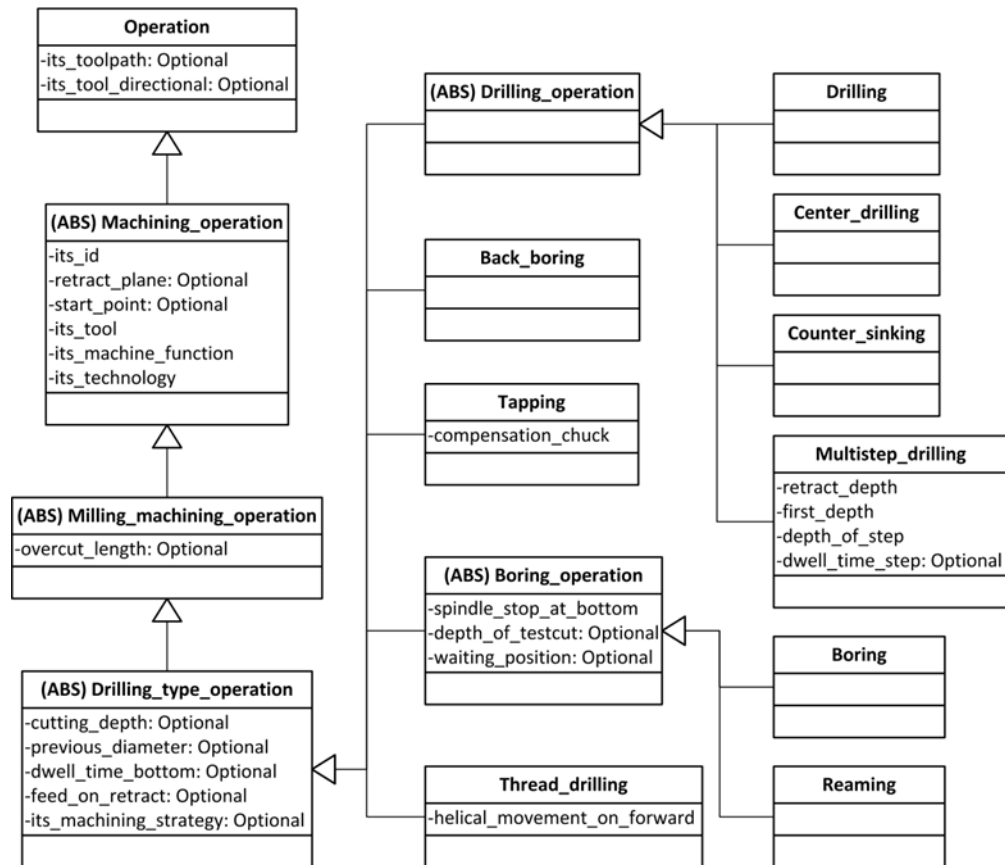 Operation
-its_toolpath: Optional
-its_tool_directional: Optional
(ABS) Machining_operation
-its_id
-retract_plane: Optional
-start_point: Optional
-its_tool
-its_machine_function
-its_technology
(ABS) Milling_machining_operation
-overcut_length: Optional
(ABS) Drilling_type_operation
-cutting_depth: Optional
-previous_diameter: Optional
-dwell_time_bottom: Optional
-feed_on_retract: Optional
-its_machining_strategy: Optional
(ABS) Drilling_operation
Back_boring
Tapping
-compensation_chuck
(ABS) Boring_operation
-spindle_stop_at_bottom
-depth_of_testcut: Optional
-waiting_position: Optional
Thread_drilling
-helical_movement_on_forward
Drilling
Center_drilling
Counter_sinking
Multistep_drilling
-retract_depth
-first_depth
-depth_of_step
-dwell_time_step: Optional
Boring
Reaming